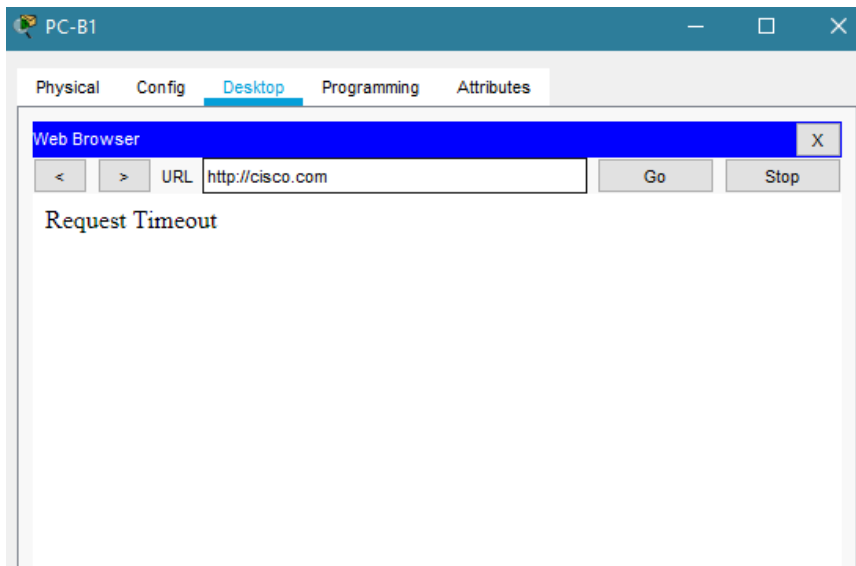 PC-B1
Physical Config Desktop Programming Attributes
Web Browser X
< > URL http://cisco.com Go Stop
Request Timeout